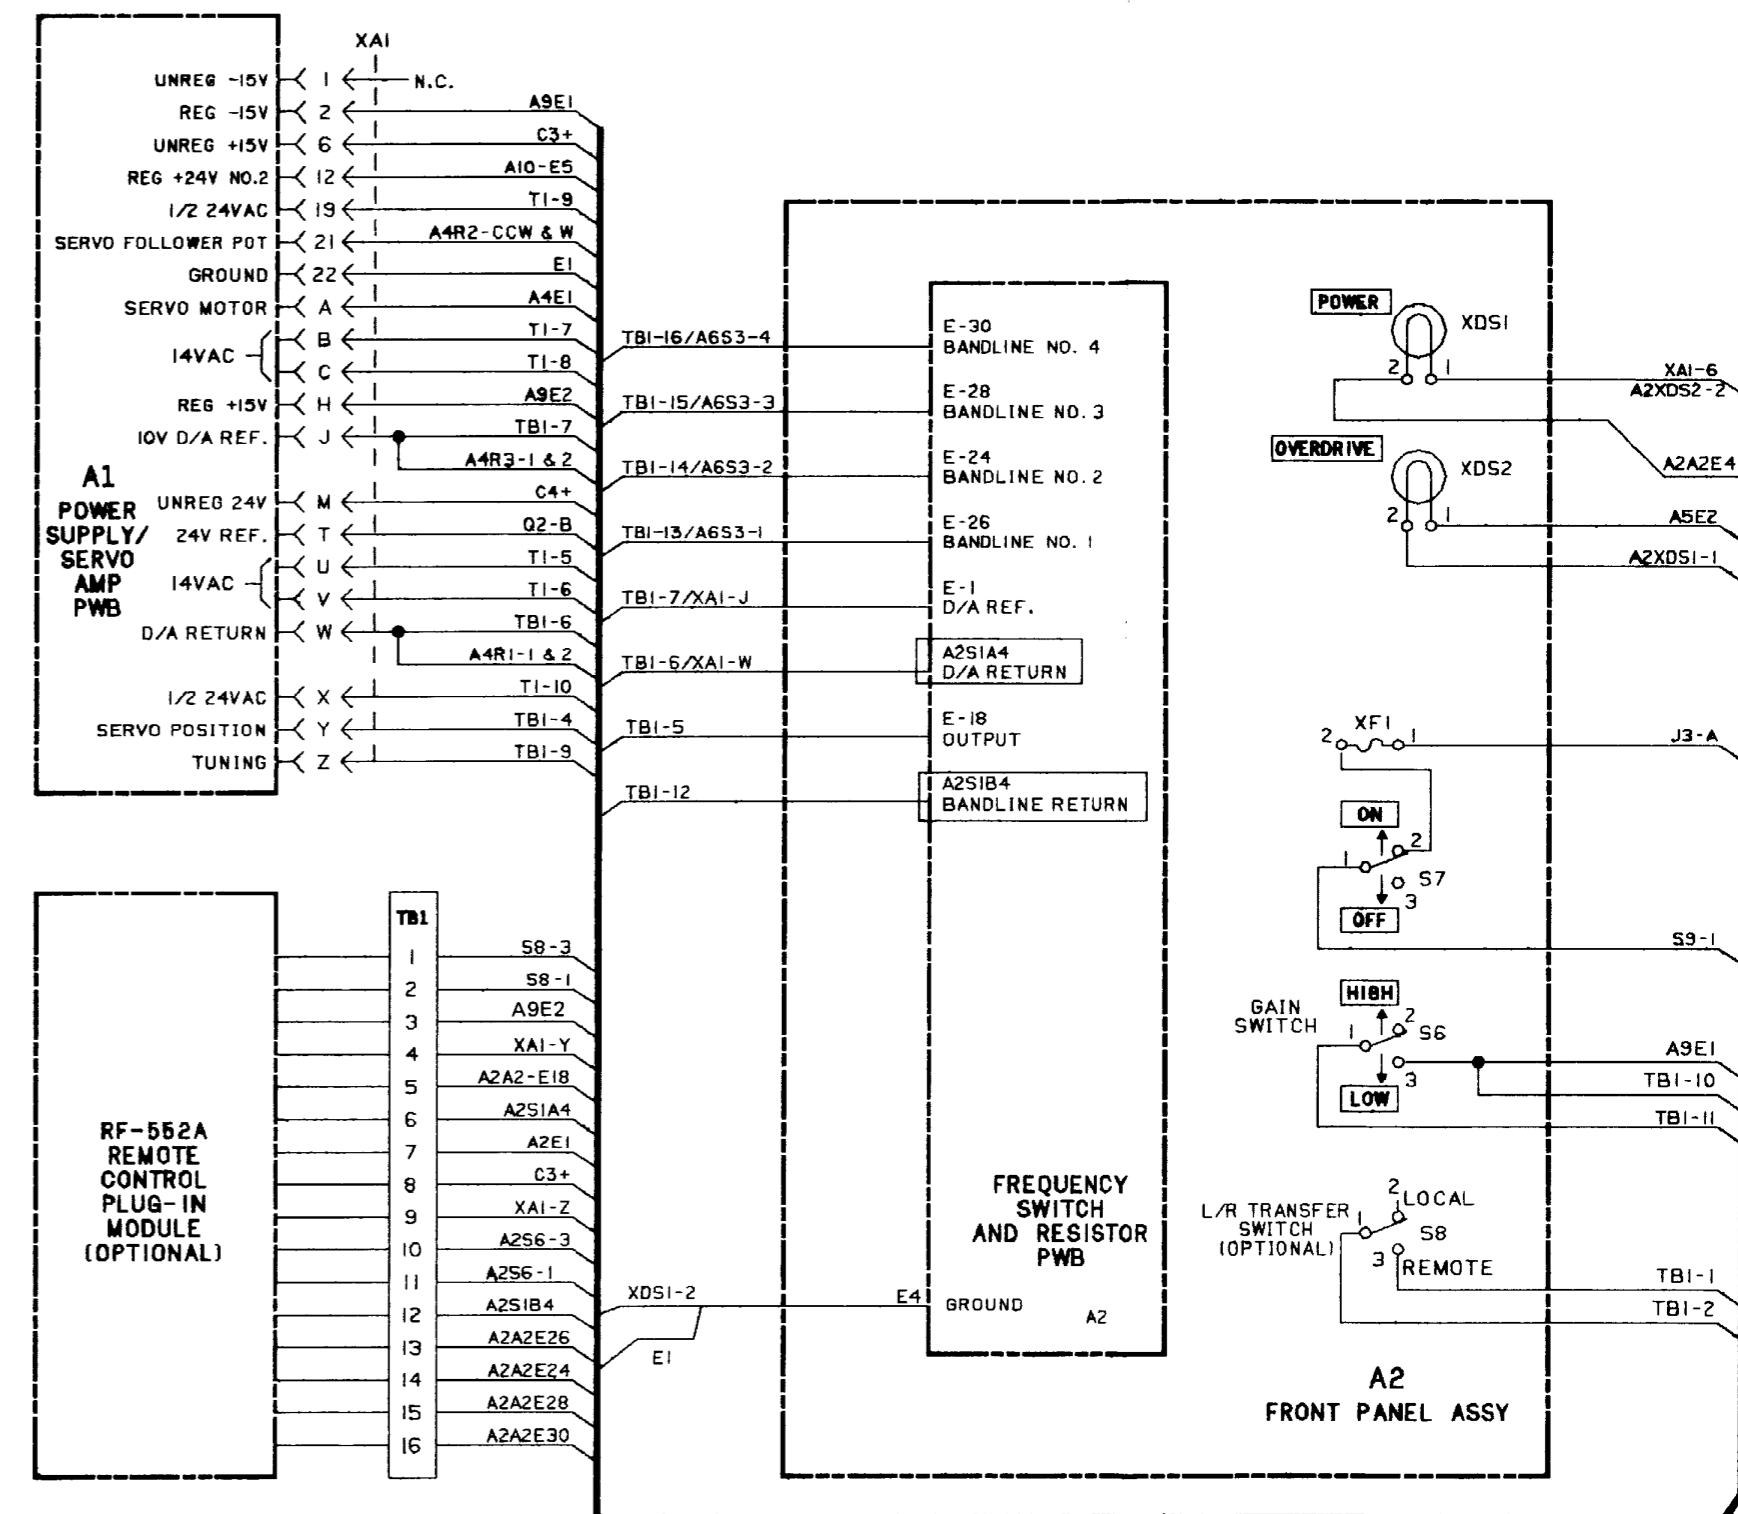 XA1
UNREG -15V 1 N.C.
REG -15V 2 A9E1
UNREG +15V 6 C3+
REG +24V NO.2 12 A10-E5
1/2 24VAC 19 T1-9
SERVO FOLLOWER POT 21 A4R2-CCW & W
GROUND 22 E1
SERVO MOTOR A A4E1
14VAC B T1-7
C T1-8
REG +15V H A9E2
10V D/A REF. J TB1-7
A4R3-1 & 2
UNREG 24V M C4+
24V REF. T Q2-B
14VAC U T1-5
V T1-6
D/A RETURN W TB1-6
A4R1-1 & 2
1/2 24VAC X T1-10
SERVO POSITION Y TB1-4
TUNING Z TB1-9
A1
POWER
SUPPLY/
SERVO
AMP
PWB
TB1-16/A6S3-4 E-30
BANDLINE NO. 4
TB1-15/A6S3-3 E-28
BANDLINE NO. 3
TB1-14/A6S3-2 E-24
BANDLINE NO. 2
TB1-13/A6S3-1 E-26
BANDLINE NO. 1
TB1-7/XA1-J E-1
D/A REF.
TB1-6/XA1-W A2S1A4
D/A RETURN
TB1-5 E-18
OUTPUT
TB1-12 A2S1B4
BANDLINE RETURN
FREQUENCY
SWITCH
AND RESISTOR
PWB
XDS1-2 E4 GROUND
E1
A2
POWER XDS1
2 1 XA1-6
A2XDS2-2
A2A2E4
OVERDRIVE XDS2
2 1 A5E2
A2XDS1-1
XF1
2 1 J3-A
ON
1 2
S7
3
OFF
S9-1
HIGH
GAIN
SWITCH
1 2 S6
3
LOW
A9E1
TB1-10
TB1-11
L/R TRANSFER
SWITCH
(OPTIONAL)
2 LOCAL
1 S8
3 REMOTE
TB1-1
TB1-2
A2
FRONT PANEL ASSY
RF-552A
REMOTE
CONTROL
PLUG-IN
MODULE
(OPTIONAL)
TB1
1 S8-3
2 S8-1
3 A9E2
4 XA1-Y
5 A2A2-E18
6 A2S1A4
7 A2E1
8 C3+
9 XA1-Z
10 A2S6-3
11 A2S6-1
12 A2S1B4
13 A2A2E26
14 A2A2E24
15 A2A2E28
16 A2A2E30